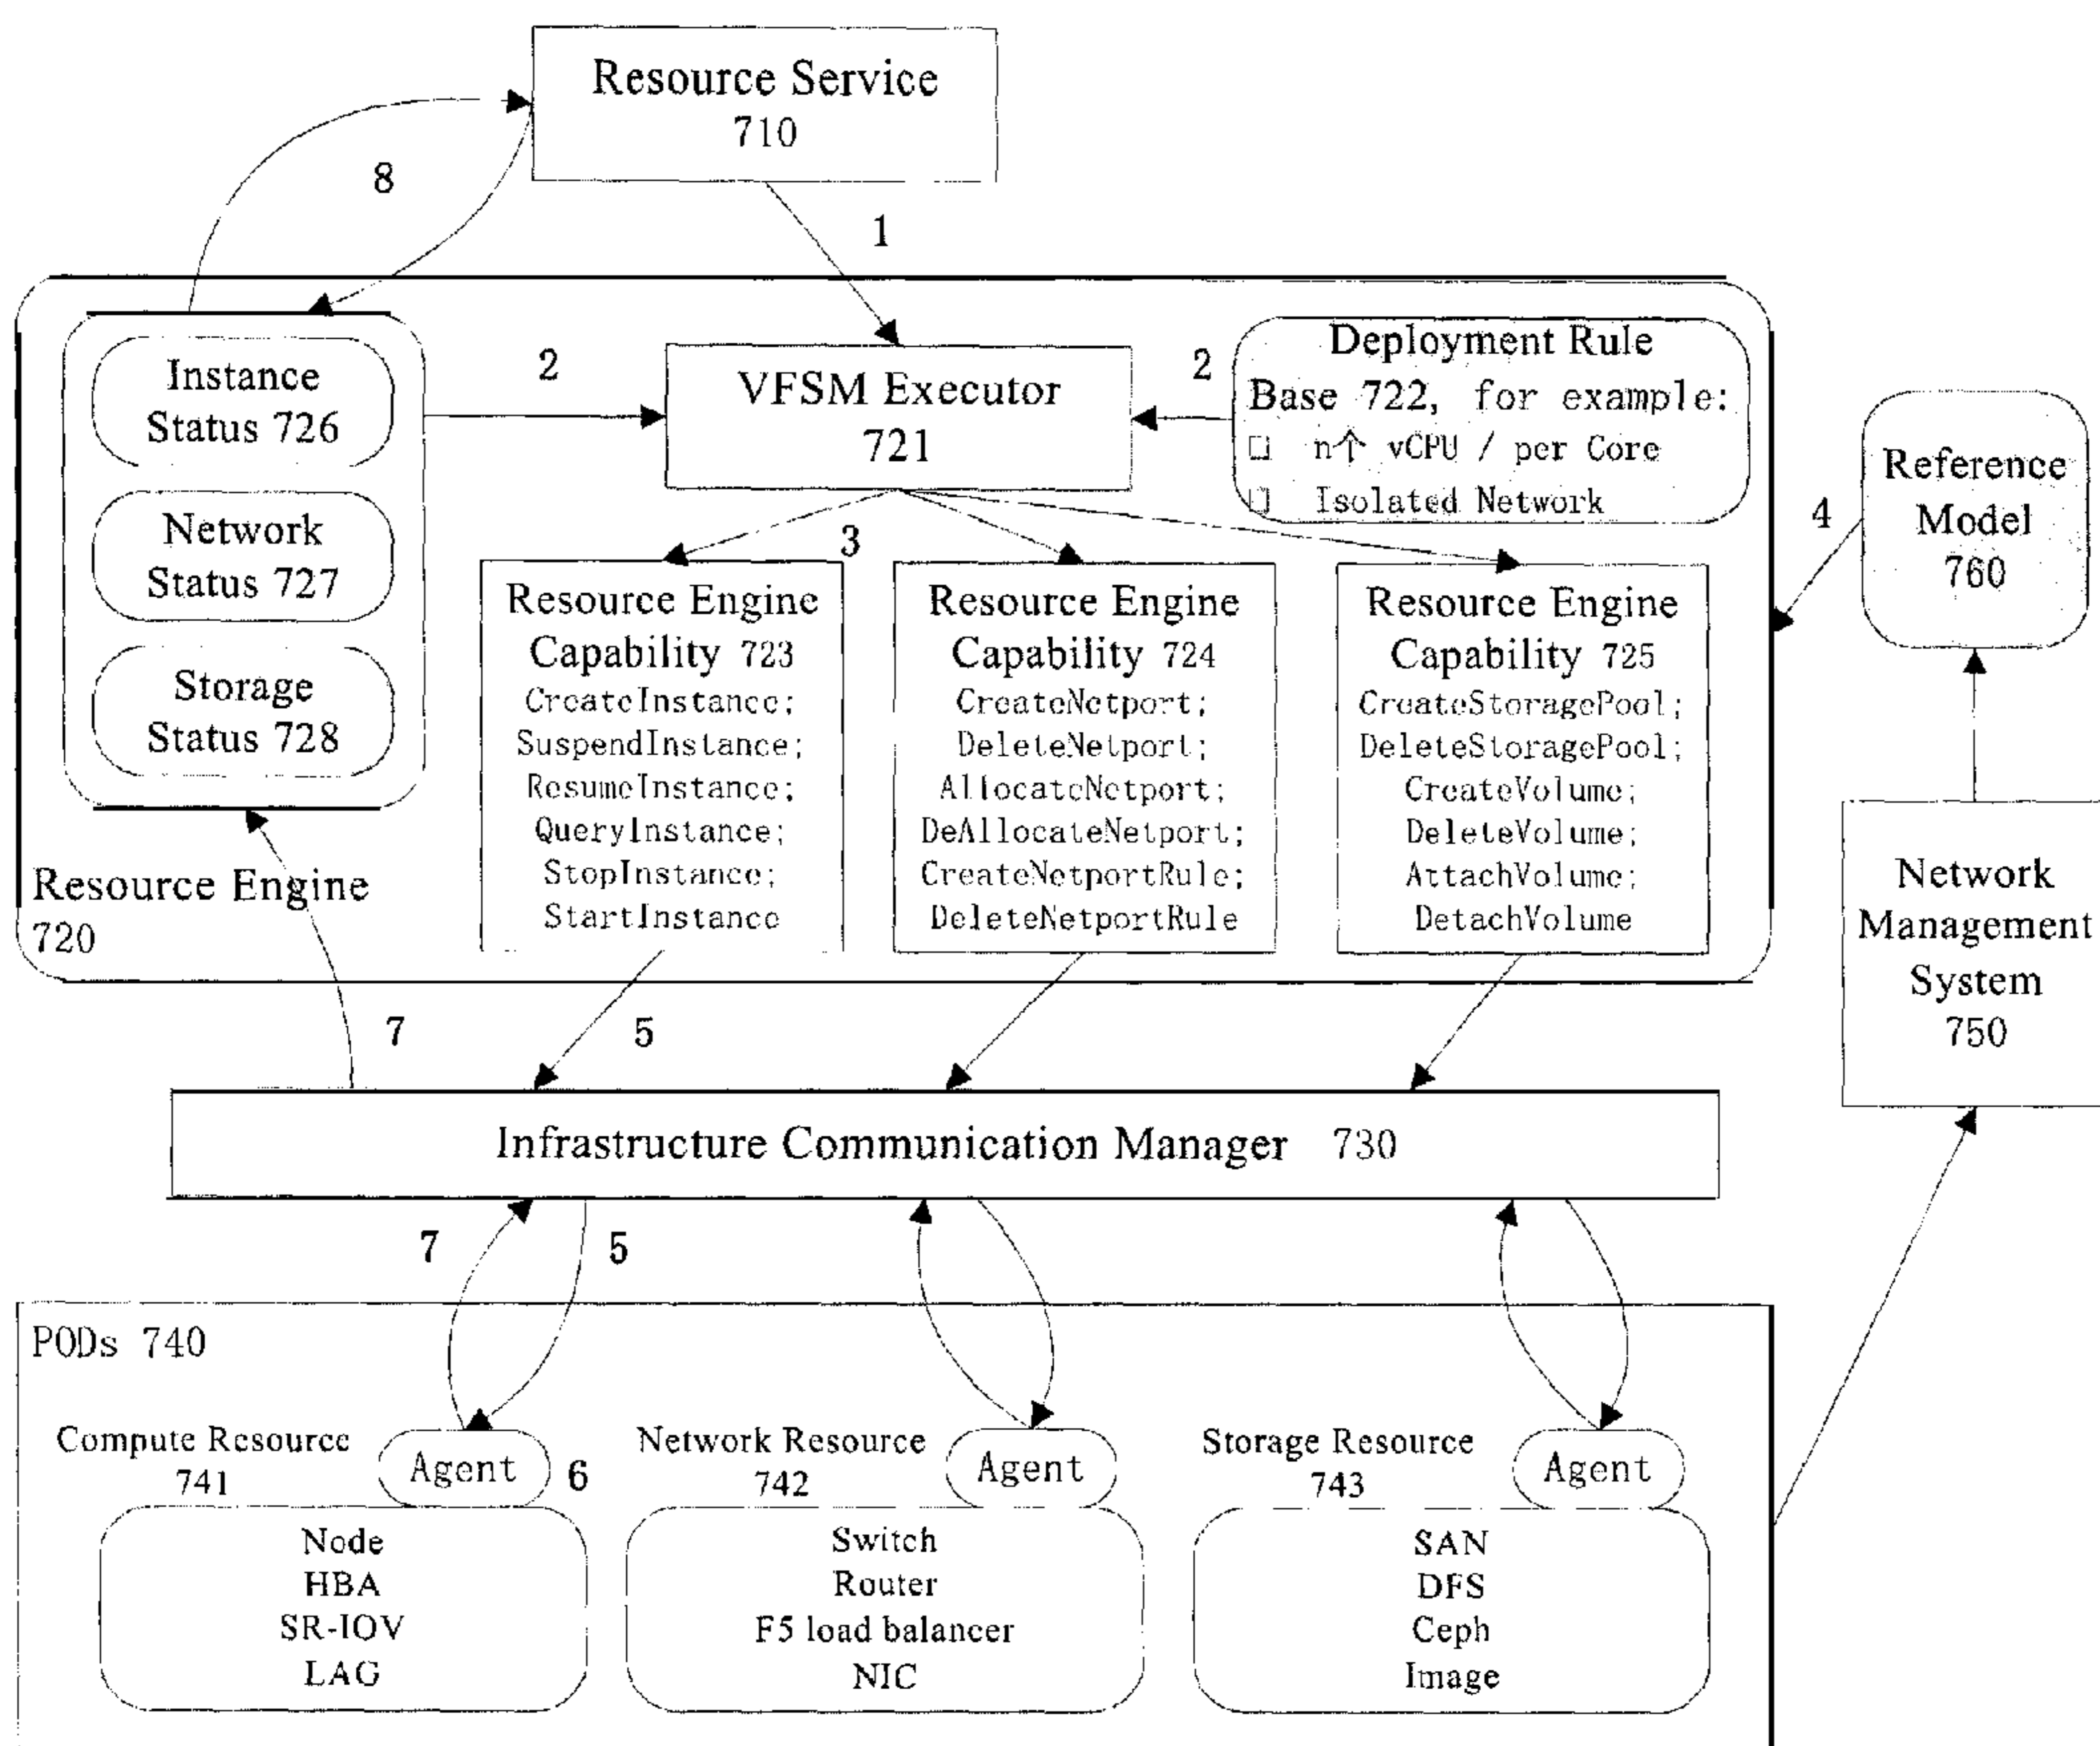 Resource Service
710
8
1
Instance
Status 726
Network
Status 727
Storage
Status 728
2
VFSM Executor
721
2
Deployment Rule
Base 722, for example:
□ n个 vCPU / per Core
□ Isolated Network
3
4
Reference
Model
760
Resource Engine
Capability 723
CreateInstance;
SuspendInstance;
ResumeInstance;
QueryInstance;
StopInstance;
StartInstance
Resource Engine
Capability 724
CreateNetport;
DeleteNetport;
AllocateNetport;
DeAllocateNetport;
CreateNetportRule;
DeleteNetportRule
Resource Engine
Capability 725
CreateStoragePool;
DeleteStoragePool;
CreateVolume;
DeleteVolume;
AttachVolume;
DetachVolume
Resource Engine
720
Network
Management
System
750
7
5
Infrastructure Communication Manager 730
7
5
PODs 740
Compute Resource
741
Agent
6
Node
HBA
SR-IOV
LAG
Network Resource
742
Agent
Switch
Router
F5 load balancer
NIC
Storage Resource
743
Agent
SAN
DFS
Ceph
Image